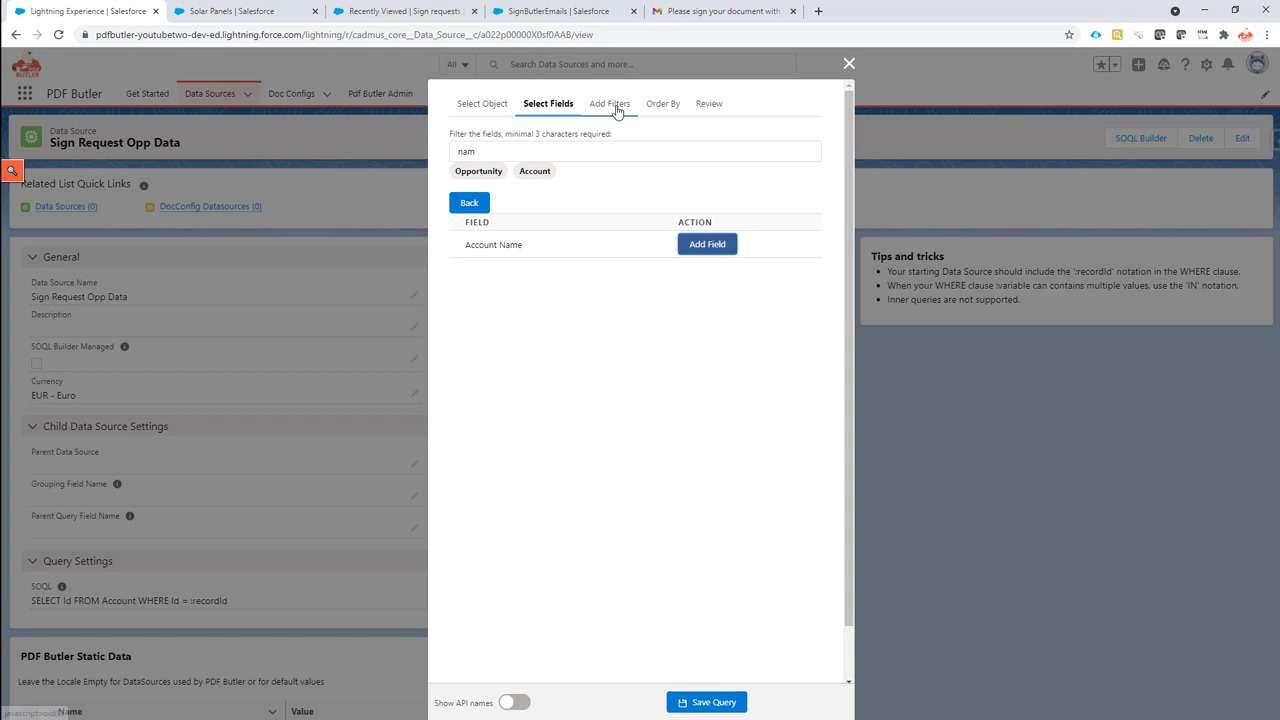 Lightning Experience | Salesforce
Solar Panels | Salesforce
Recently Viewed | Sign requests
SignButlerEmails | Salesforce
Please sign your document with
pdfbutler-youtubetwo-dev-ed.lightning.force.com/lightning/r/cadmus_core__Data_Source__c/a022p00000X0sf0AAB/view
BUTLER
All
Search Data Sources and more...
PDF Butler
Get Started
Data Sources
Doc Configs
PDF Butler Admin
Data Source
Sign Request Opp Data
SOQL Builder
Delete
Edit
Related List Quick Links
Data Sources (0)
DocConfig Datasources (0)
General
Data Source Name
Sign Request Opp Data
Description
SOQL Builder Managed
Currency
EUR - Euro
Child Data Source Settings
Parent Data Source
Grouping Field Name
Parent Query Field Name
Query Settings
SOQL
SELECT Id FROM Account WHERE Id = :recordId
PDF Butler Static Data
Leave the Locale Empty for DataSources used by PDF Butler or for default values
Name
Value
Select Object
Select Fields
Add Filters
Order By
Review
Filter the fields, minimal 3 characters required:
nam
Opportunity
Account
Back
FIELD
ACTION
Account Name
Add Field
Show API names
Save Query
Tips and tricks
Your starting Data Source should include the ':recordId' notation in the WHERE clause.
When your WHERE clause :variable can contains multiple values, use the 'IN' notation.
Inner queries are not supported.